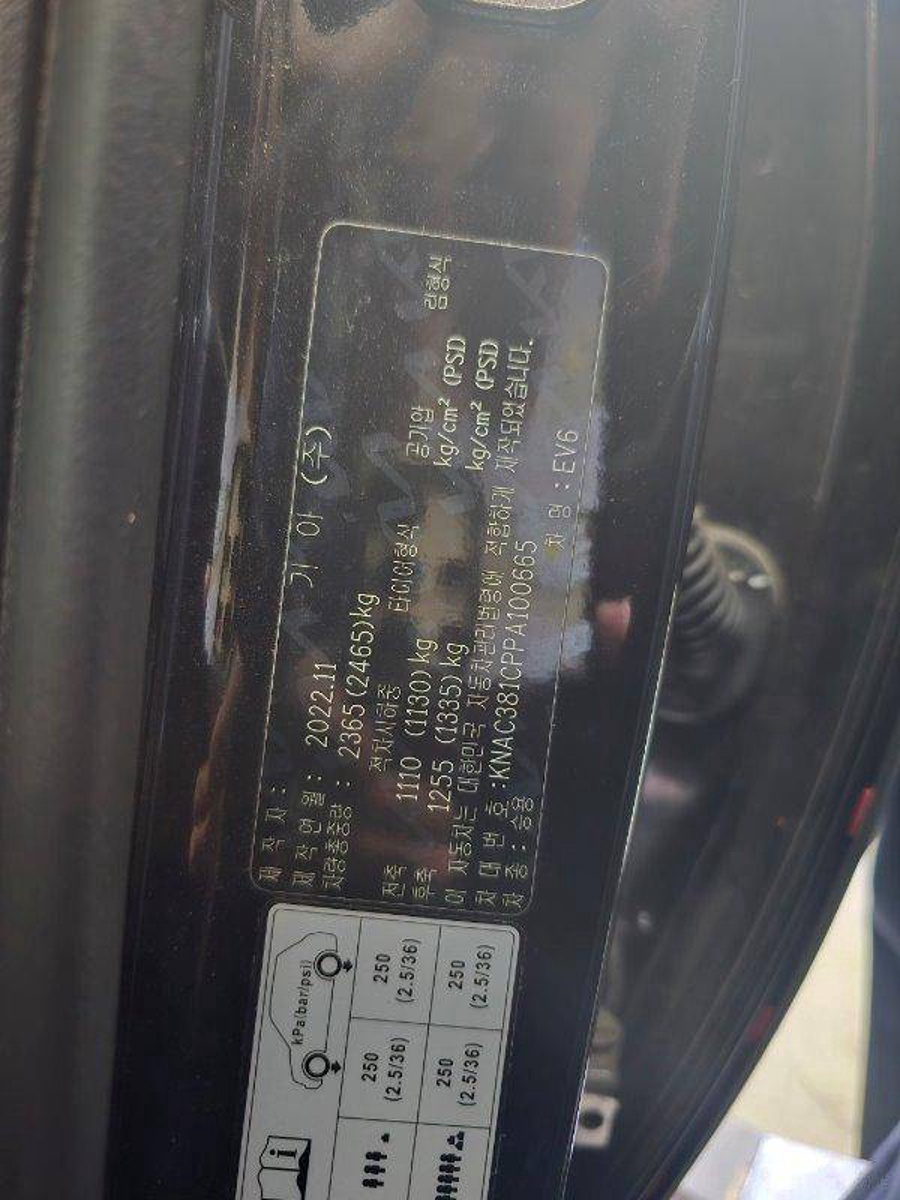 제 작 자 : 기 아 (주)
제 작 연 월 : 2022.11
차량총중량 : 2365(2465)kg
적차시하중 타이어형식 공기압 림형식
전축 1110 (1130) kg kg/cm² (PSI)
후축 1255 (1335) kg kg/cm² (PSI)
이 자동차는 대한민국 자동차관리법령에 적합하게 제작되었습니다.
차 대 번 호 :KNAC381CPPA100665
차 종 : 승용 차 명 : EV6
i kPa(bar/psi)
250 (2.5/36) 250 (2.5/36)
250 (2.5/36) 250 (2.5/36)